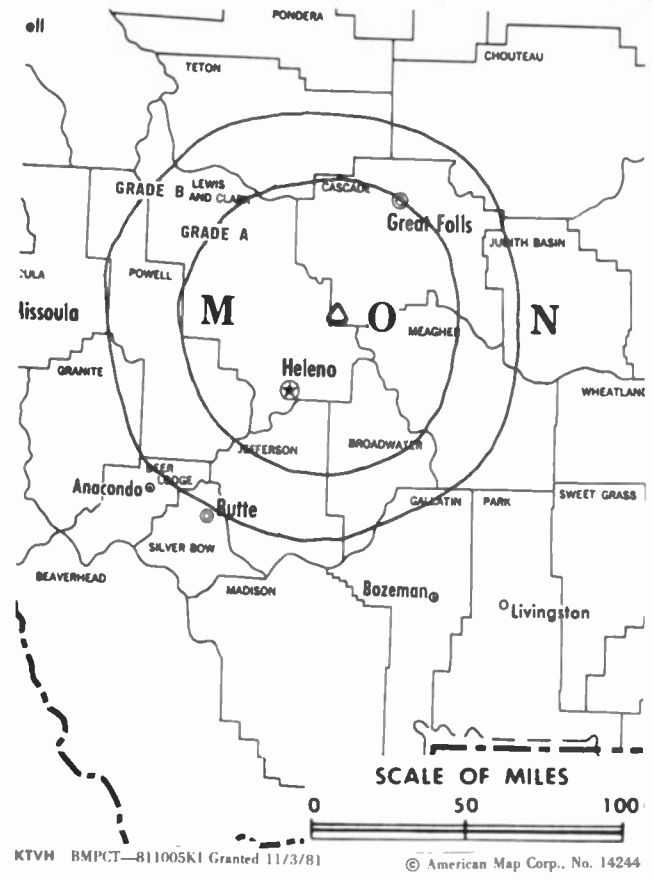 ell
PONDERA
TETON
CHOUTEAU
GRADE B
LEWIS
AND CLARK
CASCADE
GRADE A
Great Falls
JUDITH BASIN
POWELL
Missoula
M O N
MEAGHER
Helena
GRANITE
WHEATLAND
JEFFERSON
BROADWATER
DEER
LODGE
Anaconda
GALLATIN
PARK
SWEET GRASS
Butte
SILVER BOW
BEAVERHEAD
MADISON
Bozeman
Livingston
SCALE OF MILES
0 50 100
KTVH BMPCT—811005KI Granted 11/3/81
© American Map Corp., No. 14244